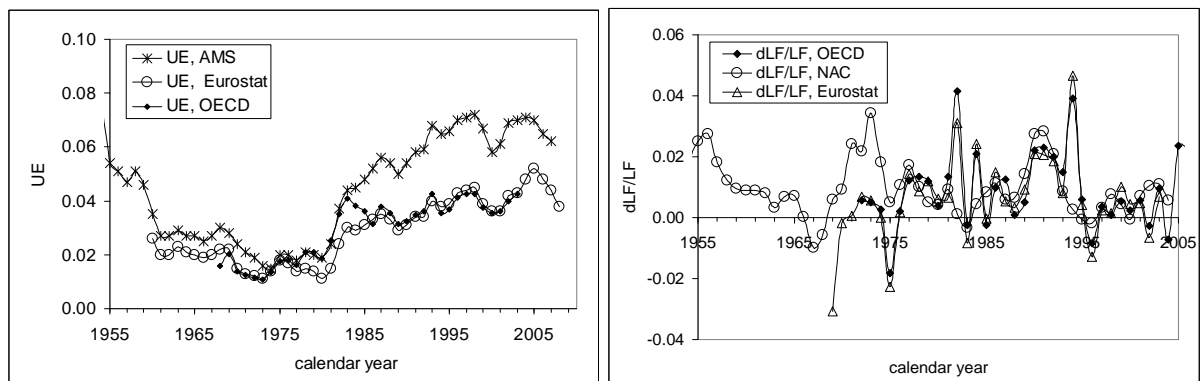 0.10
0.08
0.06
0.04
0.02
0.00
UE
UE, AMS
UE, Eurostat
UE, OECD
1955 1965 1975 1985 1995 2005
calendar year
0.06
0.04
0.02
0.00
-0.02
-0.04
dLF/LF
dLF/LF, OECD
dLF/LF, NAC
dLF/LF, Eurostat
1955 1965 1975 1985 1995 2005
calendar year